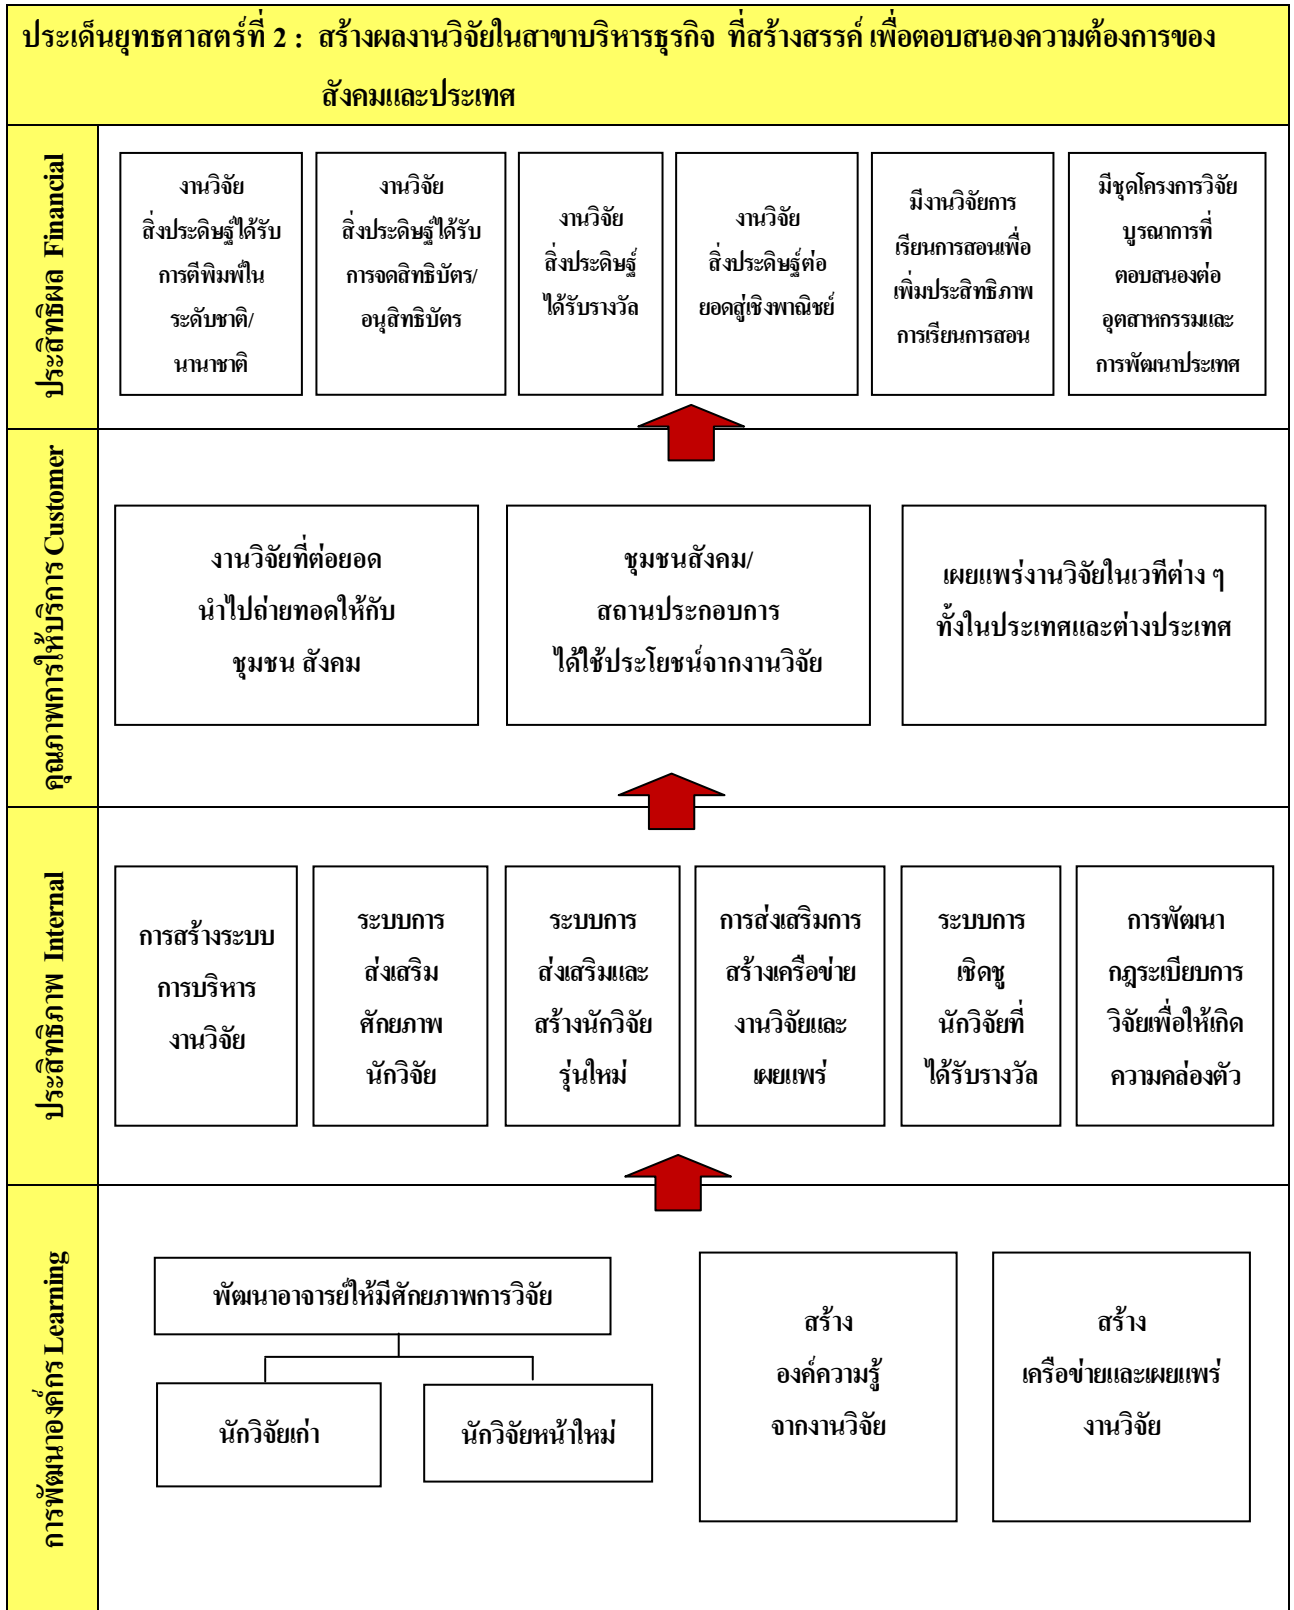 ประเด็นยุทธศาสตร์ที่ 2 : สร้างผลงานวิจัยในสาขาบริหารธุรกิจ ที่สร้างสรรค์ เพื่อตอบสนองความต้องการของ
สังคมและประเทศ
ประสิทธิผล Financial
งานวิจัย
สิ่งประดิษฐ์ได้รับ
การตีพิมพ์ใน
ระดับชาติ/
นานาชาติ
งานวิจัย
สิ่งประดิษฐ์ได้รับ
การจดสิทธิบัตร/
อนุสิทธิบัตร
งานวิจัย
สิ่งประดิษฐ์
ได้รับรางวัล
งานวิจัย
สิ่งประดิษฐ์ต่อ
ยอดสู่เชิงพาณิชย์
มีงานวิจัยการ
เรียนการสอนเพื่อ
เพิ่มประสิทธิภาพ
การเรียนการสอน
มีชุดโครงการวิจัย
บูรณาการที่
ตอบสนองต่อ
อุตสาหกรรมและ
การพัฒนาประเทศ
คุณภาพการให้บริการ Customer
งานวิจัยที่ต่อยอด
นำไปถ่ายทอดให้กับ
ชุมชน สังคม
ชุมชนสังคม/
สถานประกอบการ
ได้ใช้ประโยชน์จากงานวิจัย
เผยแพร่งานวิจัยในเวทีต่าง ๆ
ทั้งในประเทศและต่างประเทศ
ประสิทธิภาพ Internal
การสร้างระบบ
การบริหาร
งานวิจัย
ระบบการ
ส่งเสริม
ศักยภาพ
นักวิจัย
ระบบการ
ส่งเสริมและ
สร้างนักวิจัย
รุ่นใหม่
การส่งเสริมการ
สร้างเครือข่าย
งานวิจัยและ
เผยแพร่
ระบบการ
เชิดชู
นักวิจัยที่
ได้รับรางวัล
การพัฒนา
กฎระเบียบการ
วิจัยเพื่อให้เกิด
ความคล่องตัว
การพัฒนาองค์กร Learning
พัฒนาอาจารย์ให้มีศักยภาพการวิจัย
นักวิจัยเก่า
นักวิจัยหน้าใหม่
สร้าง
องค์ความรู้
จากงานวิจัย
สร้าง
เครือข่ายและเผยแพร่
งานวิจัย